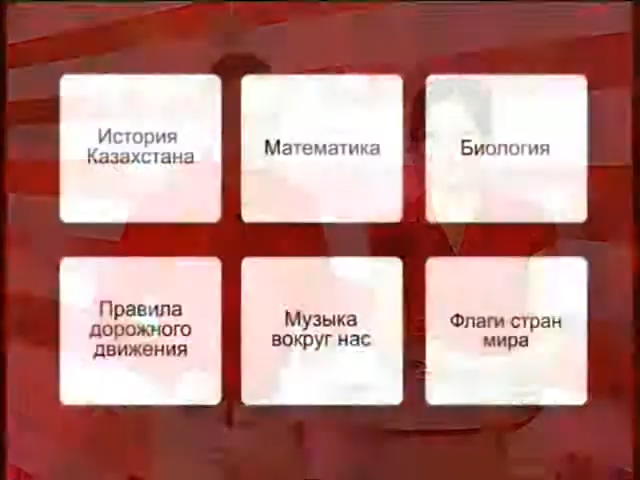 История
Казахстана
Математика
Биология
Правила
дорожного
движения
Музыка
вокруг нас
Флаги стран
мира